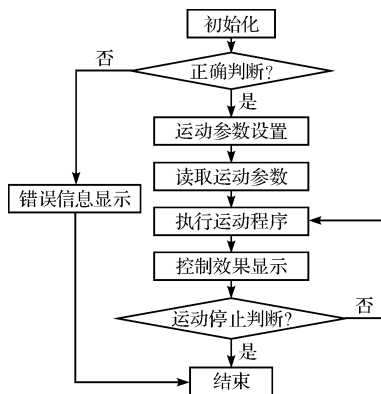 初始化
否
正确判断?
是
运动参数设置
读取运动参数
错误信息显示
执行运动程序
控制效果显示
否
运动停止判断?
是
结束